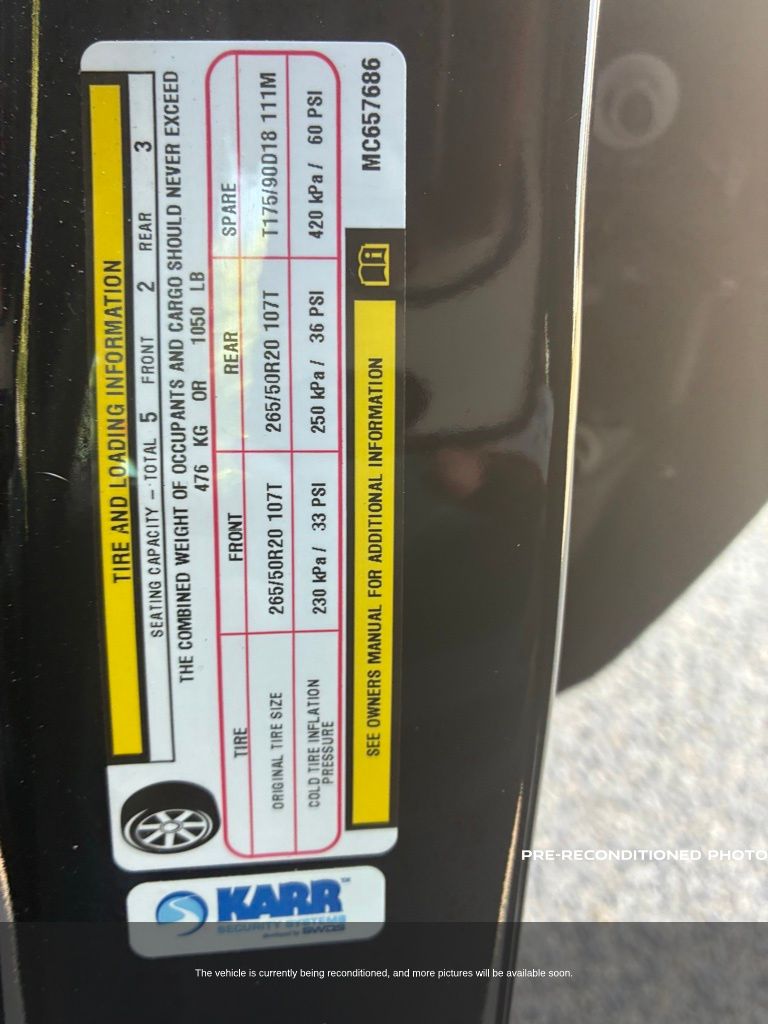 TIRE AND LOADING INFORMATION
SEATING CAPACITY – TOTAL 5 FRONT 2 REAR 3
THE COMBINED WEIGHT OF OCCUPANTS AND CARGO SHOULD NEVER EXCEED
476 KG OR 1050 LB
TIRE FRONT REAR SPARE
ORIGINAL TIRE SIZE 265/50R20 107T 265/50R20 107T T175/90D18 111M
COLD TIRE INFLATION PRESSURE 230 kPa / 33 PSI 250 kPa / 36 PSI 420 kPa / 60 PSI
SEE OWNERS MANUAL FOR ADDITIONAL INFORMATION
MC657686
KARR™
SECURITY SYSTEMS
developed by SWDS
PRE-RECONDITIONED PHOTO
The vehicle is currently being reconditioned, and more pictures will be available soon.